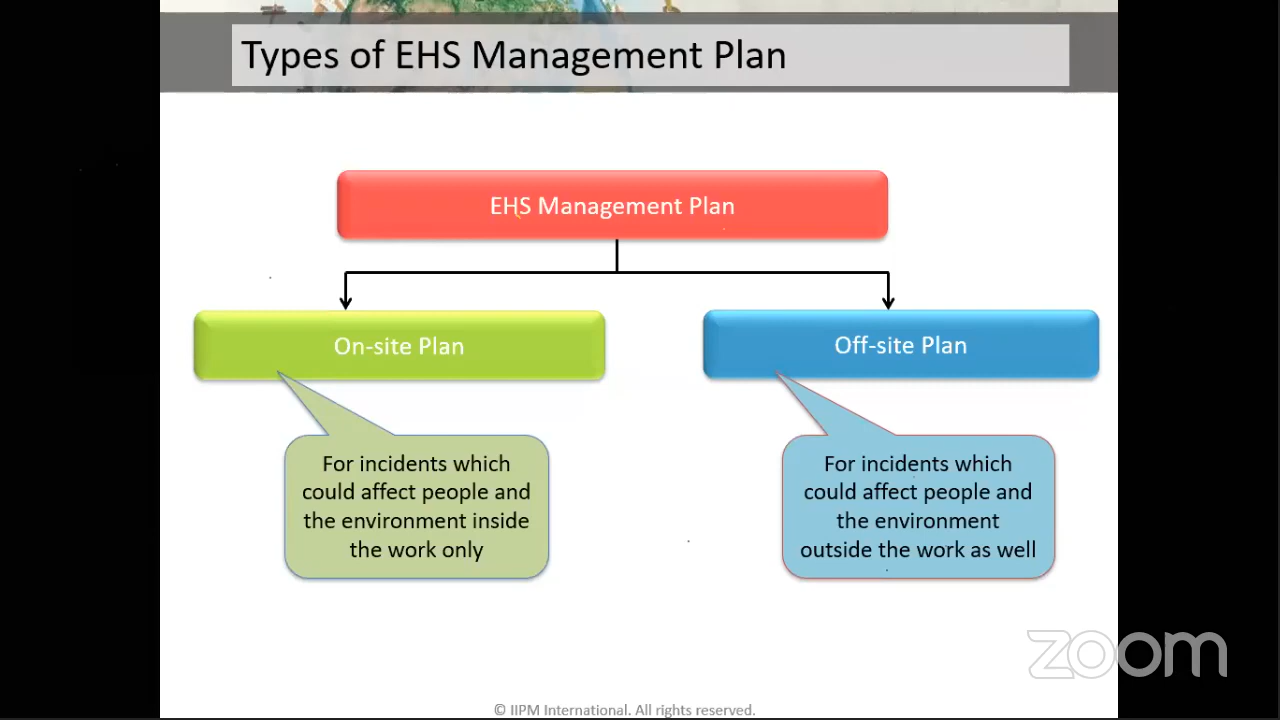 Types of EHS Management Plan
EHS Management Plan
On-site Plan
Off-site Plan
For incidents which
could affect people and
the environment inside
the work only
For incidents which
could affect people and
the environment
outside the work as well
zoom
© IIPM International. All rights reserved.